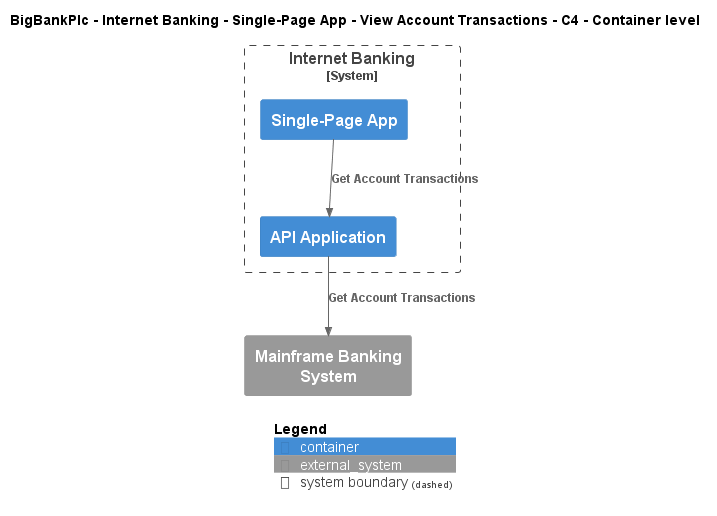 BigBankPlc - Internet Banking - Single-Page App - View Account Transactions - C4 - Container level
Internet Banking
[System]
Single-Page App
Get Account Transactions
API Application
Get Account Transactions
Mainframe Banking
System
Legend
container
external_system
system boundary (dashed)